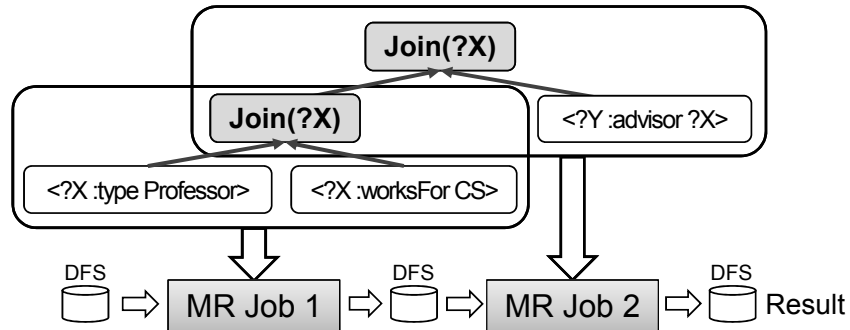 Join(?X)
Join(?X)
<?Y :advisor ?X>
<?X :type Professor>
<?X :worksFor CS>
DFS
DFS
DFS
MR Job 1
MR Job 2
Result